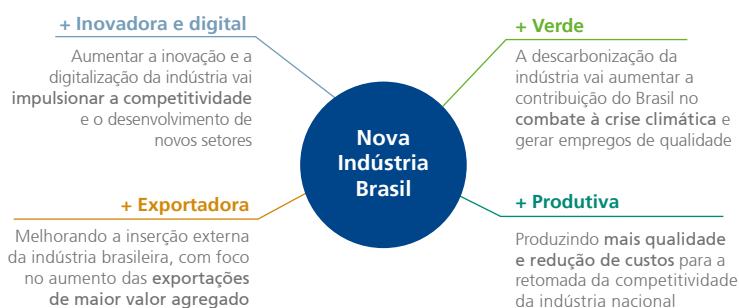 + Inovadora e digital
Aumentar a inovação e a
digitalização da indústria vai
impulsionar a competitividade
e o desenvolvimento de
novos setores
+ Verde
A descarbonização da
indústria vai aumentar a
contribuição do Brasil no
combate à crise climática e
gerar empregos de qualidade
Nova
Indústria
Brasil
+ Exportadora
Melhorando a inserção externa
da indústria brasileira, com foco
no aumento das exportações
de maior valor agregado
+ Produtiva
Produzindo mais qualidade
e redução de custos para a
retomada da competitividade
da indústria nacional